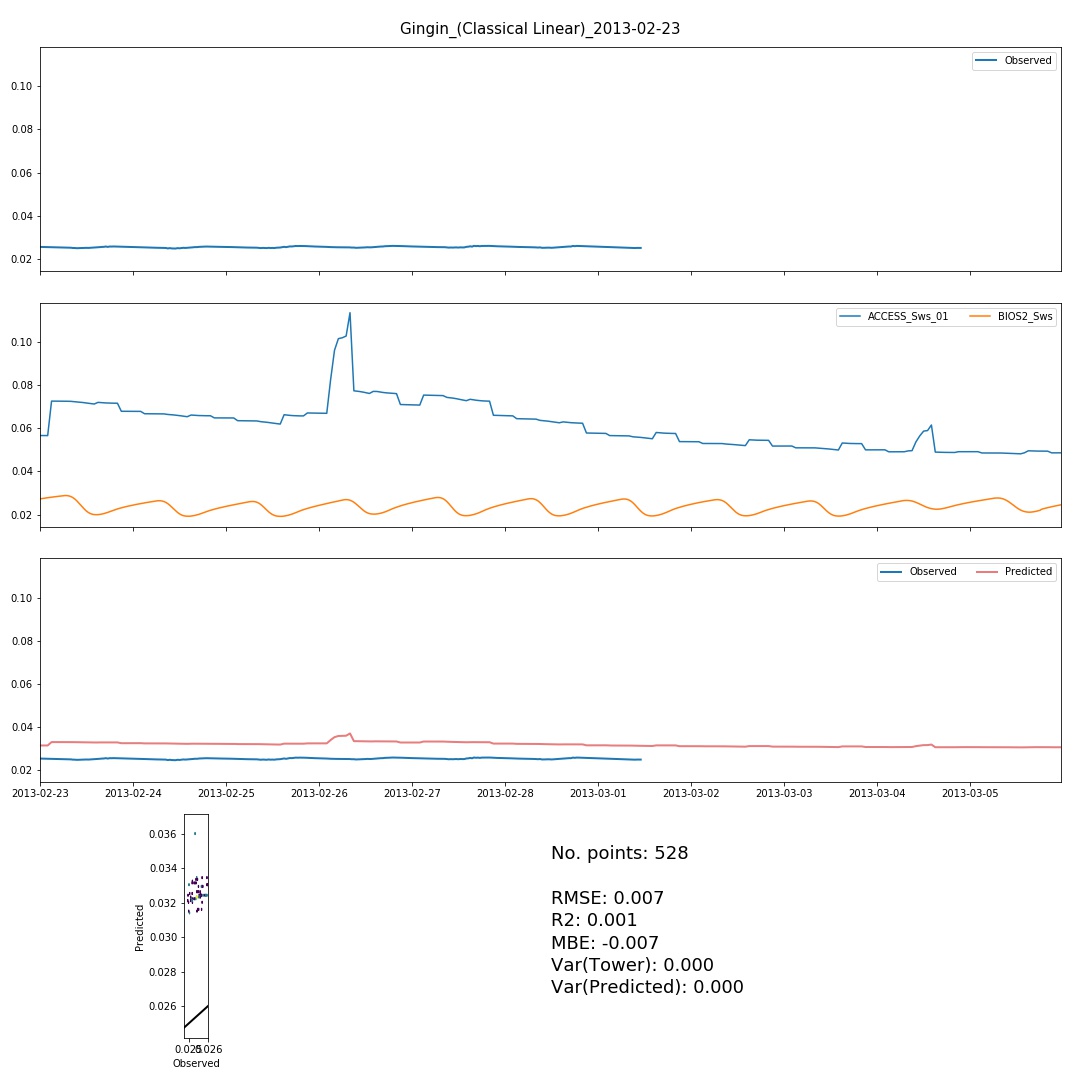 Gingin_(Classical Linear)_2013-02-23
Observed
0.10
0.08
0.06
0.04
0.02
ACCESS_Sws_01 BIOS2_Sws
0.10
0.08
0.06
0.04
0.02
Observed Predicted
0.10
0.08
0.06
0.04
0.02
2013-02-23 2013-02-24 2013-02-25 2013-02-26 2013-02-27 2013-02-28 2013-03-01 2013-03-02 2013-03-03 2013-03-04 2013-03-05
0.036
0.034
0.032
0.030
0.028
0.026
Predicted
0.025 0.026
Observed
No. points: 528
RMSE: 0.007
R2: 0.001
MBE: -0.007
Var(Tower): 0.000
Var(Predicted): 0.000